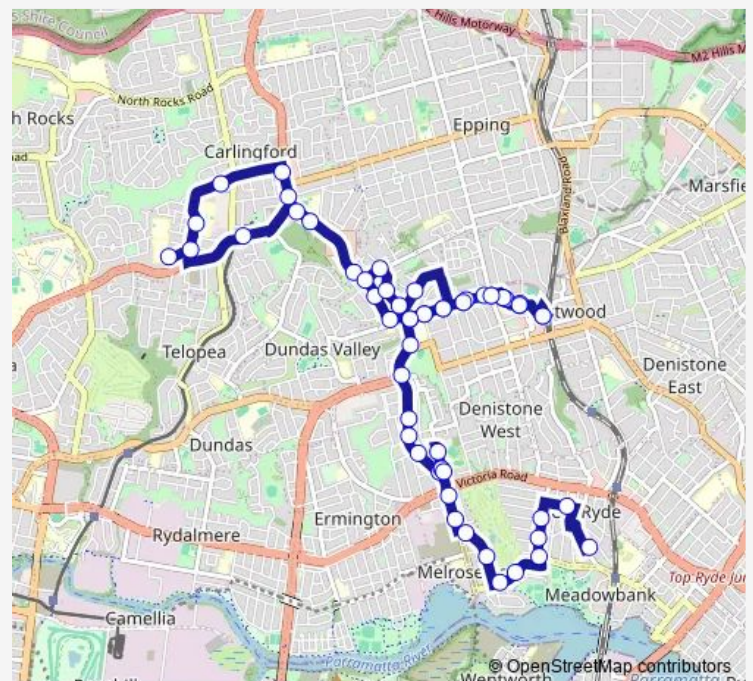 s Shire Council
Hills Motorway
M2 Hills M
North Rocks Road
h Rocks
Epping
Carlingford
Blaxland Road
Marsfie
twood
Telopea
Dundas Valley
Denistone
East
Denistone
West
Dundas
Victoria Road
Ermington
Ryde
Rydalmere
Melrose
Top Ryde Jun
Meadowbank
Camellia
Parramatta River
© OpenStreetMap contributors
Wentworth